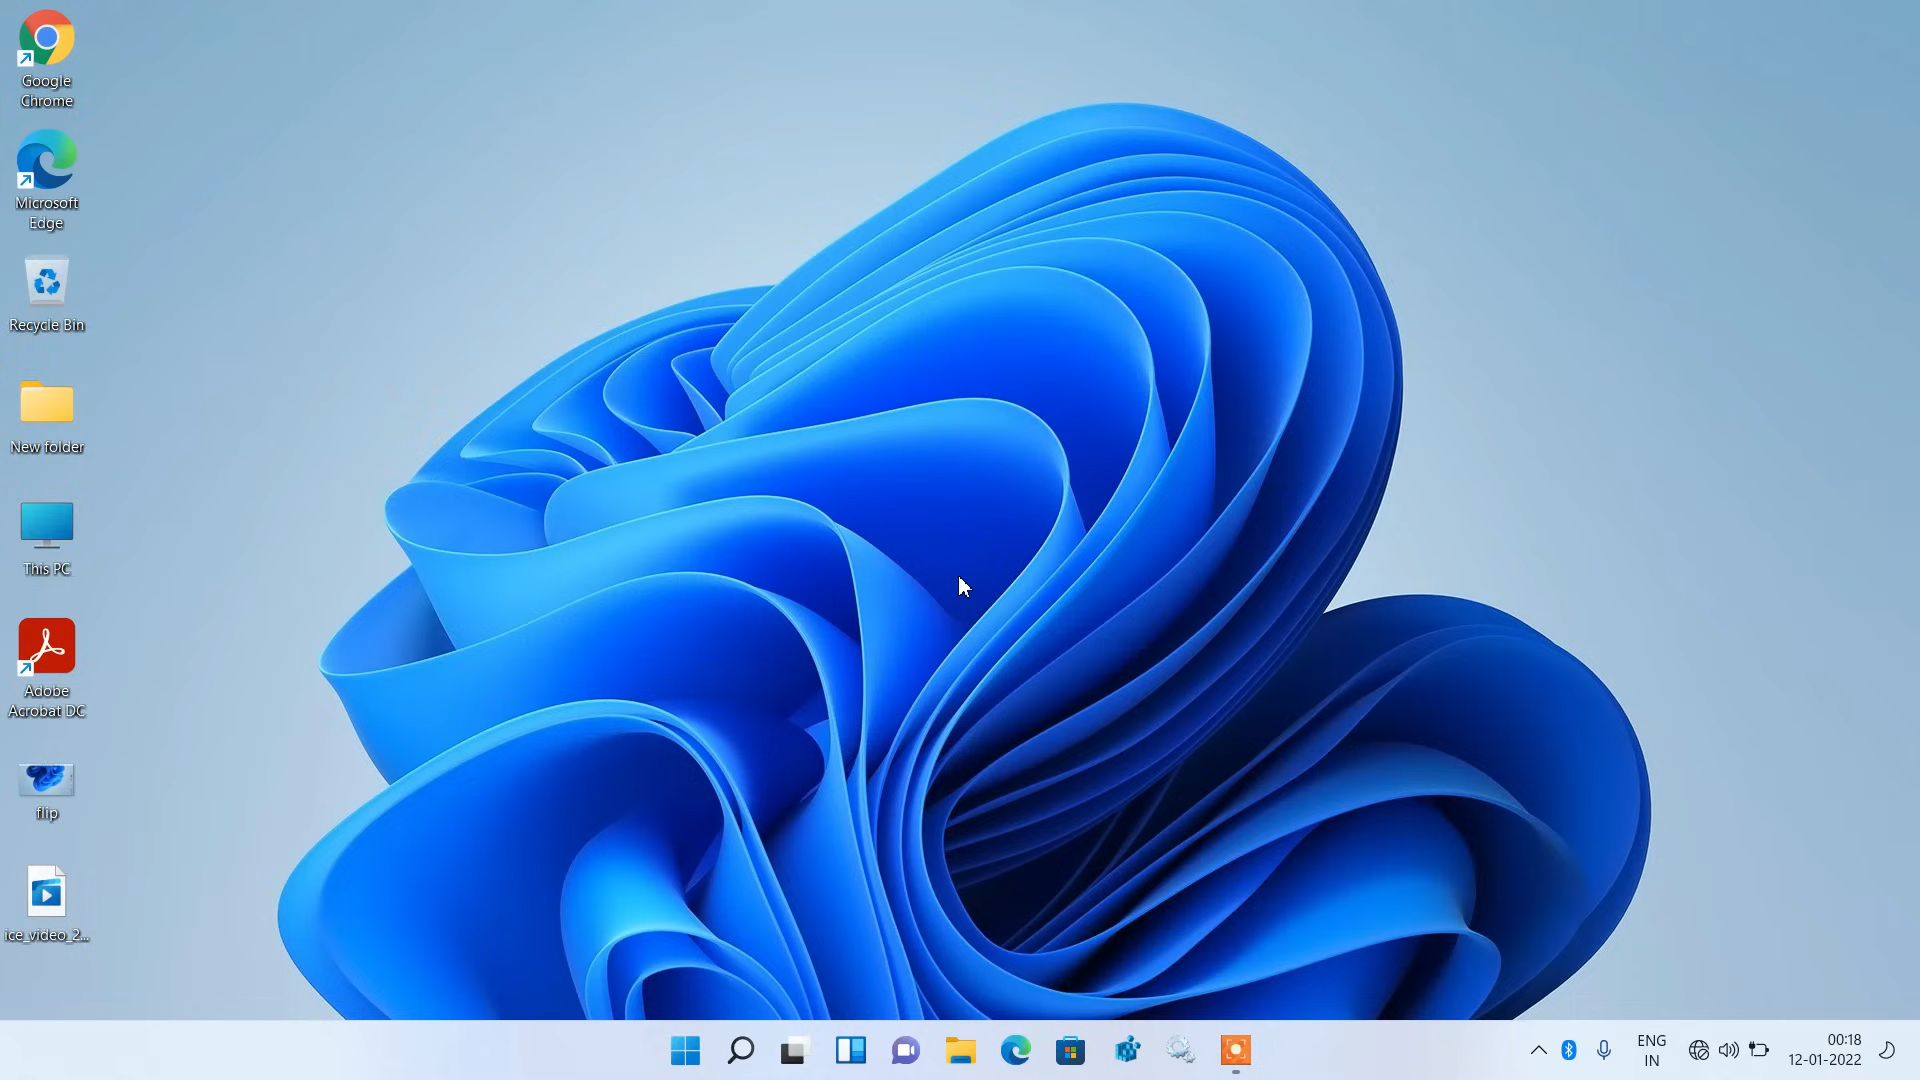 Google
Chrome
Microsoft
Edge
Recycle Bin
New folder
This PC
Adobe
Acrobat DC
flip
ice_video_2...
ENG
IN
00:18
12-01-2022